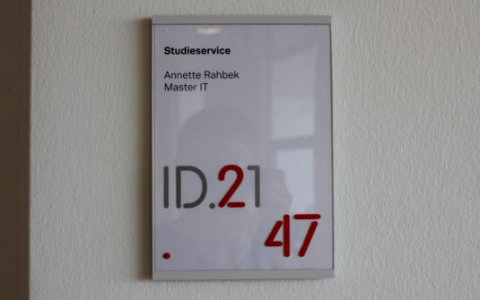 Studieservice
Annette Rahbek
Master IT
ID.21
.47